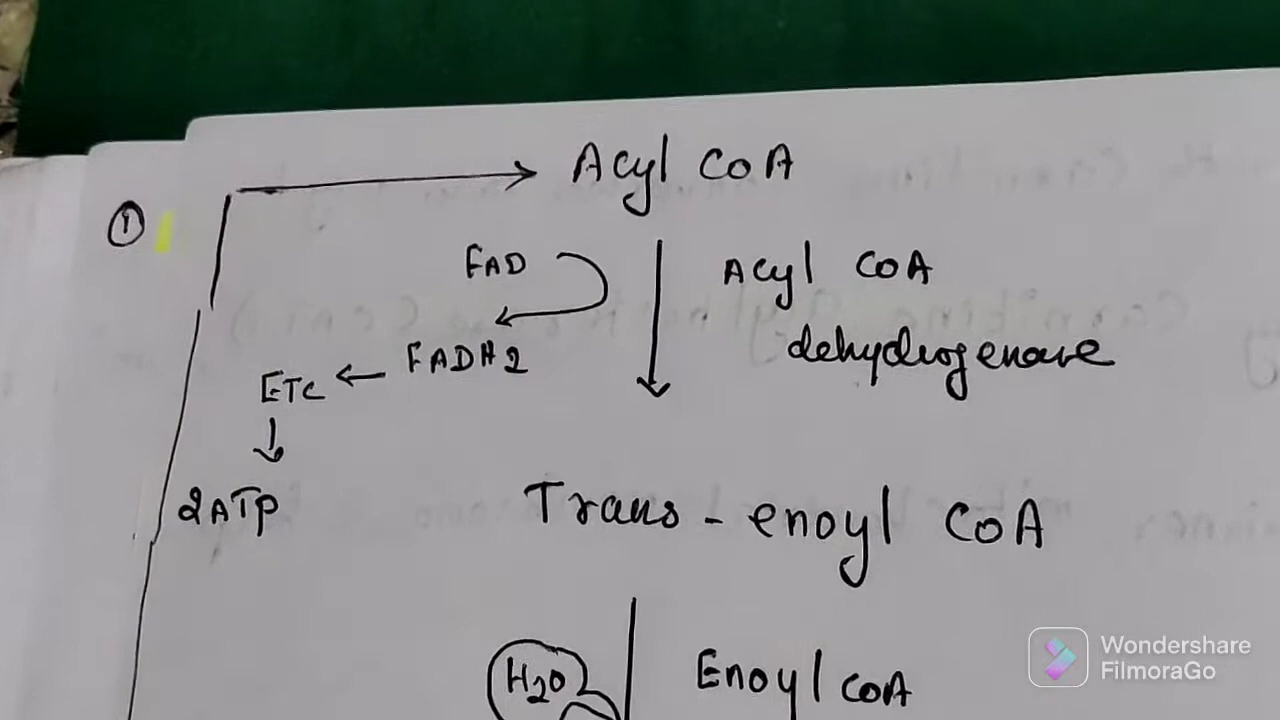 Acyl CoA
①
FAD
Acyl CoA
dehydrogenase
FADH2
ETC
2ATP
Trans - enoyl CoA
H2O
Enoyl CoA
Wondershare
FilmoraGo